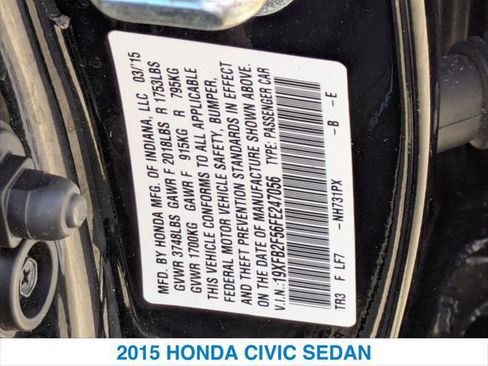 MFD. BY HONDA MFG. OF INDIANA, LLC 03/15
GVWR 3748LBS GAWR F 2018LBS R 1753LBS
GVWR 1700KG GAWR F 915KG R 795KG
THIS VEHICLE CONFORMS TO ALL APPLICABLE
FEDERAL MOTOR VEHICLE SAFETY, BUMPER,
AND THEFT PREVENTION STANDARDS IN EFFECT
ON THE DATE OF MANUFACTURE SHOWN ABOVE.
V.I.N.:19XFB2F56FE247056 TYPE: PASSENGER CAR
TR3 F LF7 -NH731PX -B -E
2015 HONDA CIVIC SEDAN